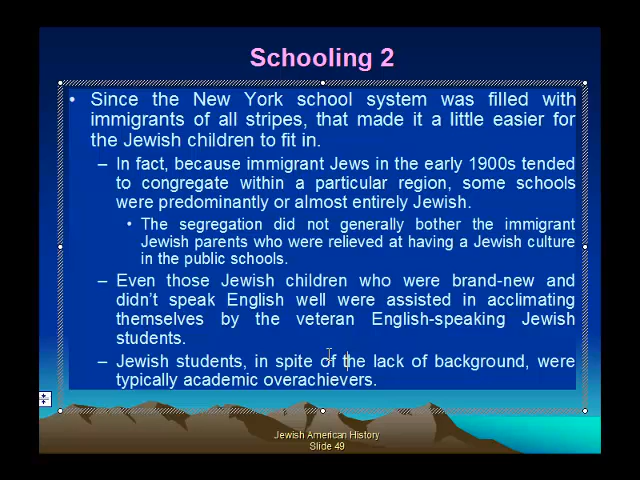 Schooling 2
• Since the New York school system was filled with
immigrants of all stripes, that made it a little easier for
the Jewish children to fit in.
– In fact, because immigrant Jews in the early 1900s tended
to congregate within a particular region, some schools
were predominantly or almost entirely Jewish.
• The segregation did not generally bother the immigrant
Jewish parents who were relieved at having a Jewish culture
in the public schools.
– Even those Jewish children who were brand-new and
didn't speak English well were assisted in acclimating
themselves by the veteran English-speaking Jewish
students.
– Jewish students, in spite of the lack of background, were
typically academic overachievers.
Jewish American History
Slide 49